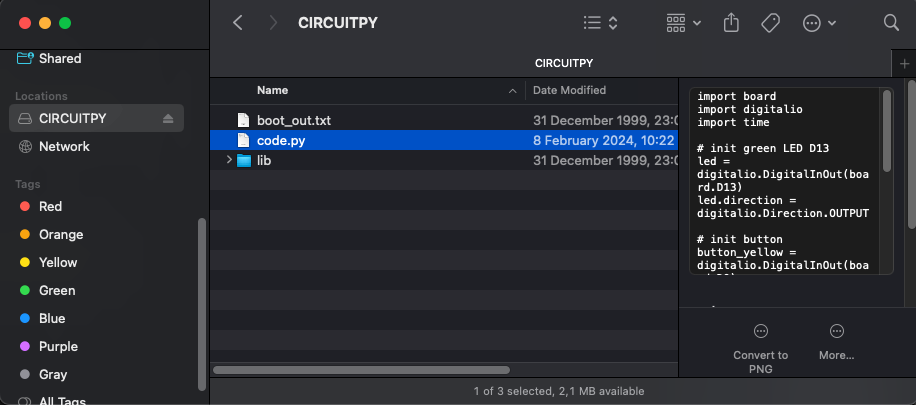 CIRCUITPY
Shared
Locations
CIRCUITPY
Network
Tags
Red
Orange
Yellow
Green
Blue
Purple
Gray
All Tags
CIRCUITPY
Name
Date Modified
boot_out.txt
31 December 1999, 23:0
code.py
8 February 2024, 10:22
lib
31 December 1999, 23:0
import board
import digitalio
import time
# init green LED D13
led =
digitalio.DigitalInOut(boa
rd.D13)
led.direction =
digitalio.Direction.OUTPUT
# init button
button_yellow =
digitalio.DigitalInOut(boa
Convert to
PNG
More...
1 of 3 selected, 2,1 MB available